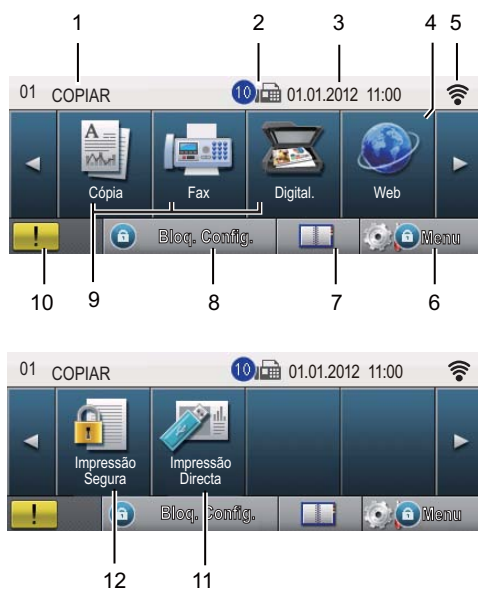 1 2 3 4 5
01 COPIAR 10 01.01.2012 11:00
A
Cópia Fax Digital. Web
! Bloq. Config. Menu
10 9 8 7 6
01 COPIAR 10 01.01.2012 11:00
Impressão Segura
Impressão Directa
! Bloq. Config. Menu
12 11